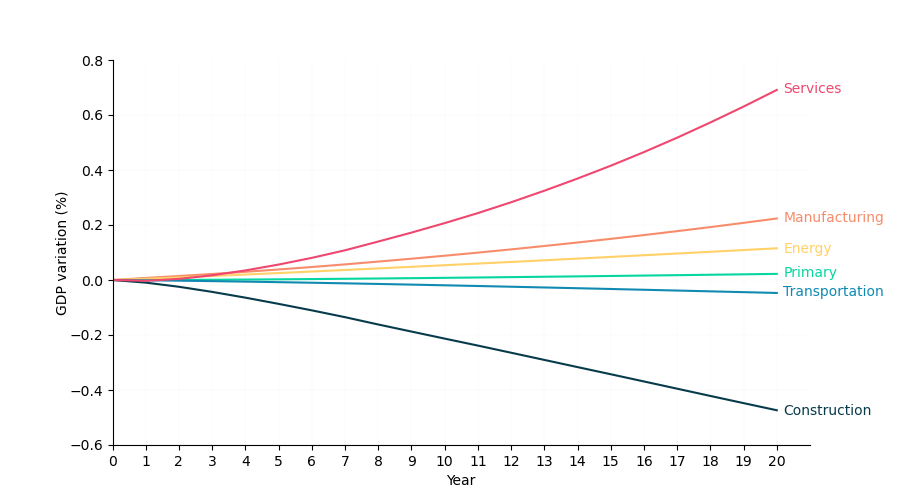 0.8
0.6
0.4
0.2
0.0
−0.2
−0.4
−0.6
GDP variation (%)
Services
Manufacturing
Energy
Primary
Transportation
Construction
0 1 2 3 4 5 6 7 8 9 10 11 12 13 14 15 16 17 18 19 20
Year